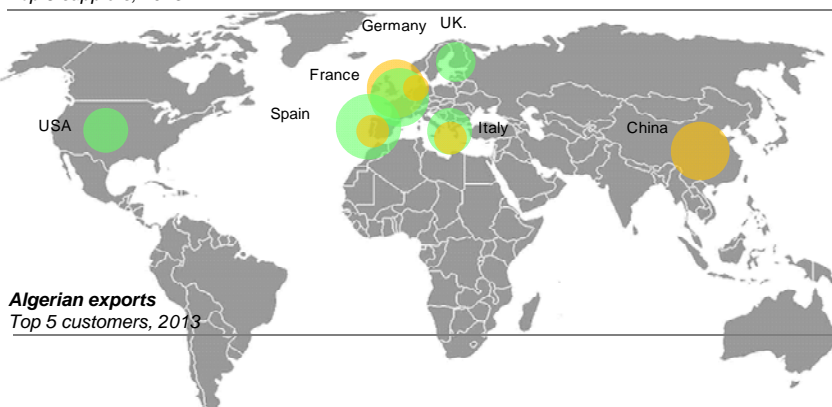 Germany UK.
France
Spain
USA
Italy
China
Algerian exports
Top 5 customers, 2013